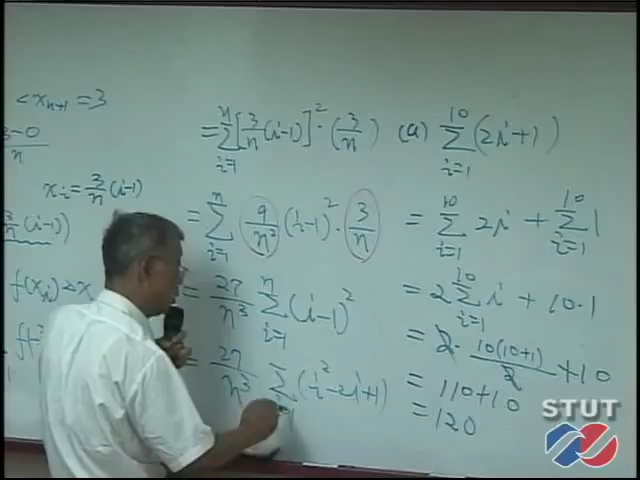 < x_{n+1} = 3
3-0
n
x_i = 3/n (i-1)
3/n (i-1)
f(x_i) Δx
= Σ_{i=1}^{n} [3/n (i-1)]^2 · (3/n)
= Σ_{i=1}^{n} 9/n^2 (i-1)^2 · 3/n
= 27/n^3 Σ_{i=1}^{n} (i-1)^2
= 27/n^3 Σ (i^2-2i+1)
(a) Σ_{i=1}^{10} (2i+1)
= Σ_{i=1}^{10} 2i + Σ_{i=1}^{10} 1
= 2 Σ_{i=1}^{10} i + 10·1
= 2· 10(10+1)/2 + 10
= 110+10
= 120
STUT